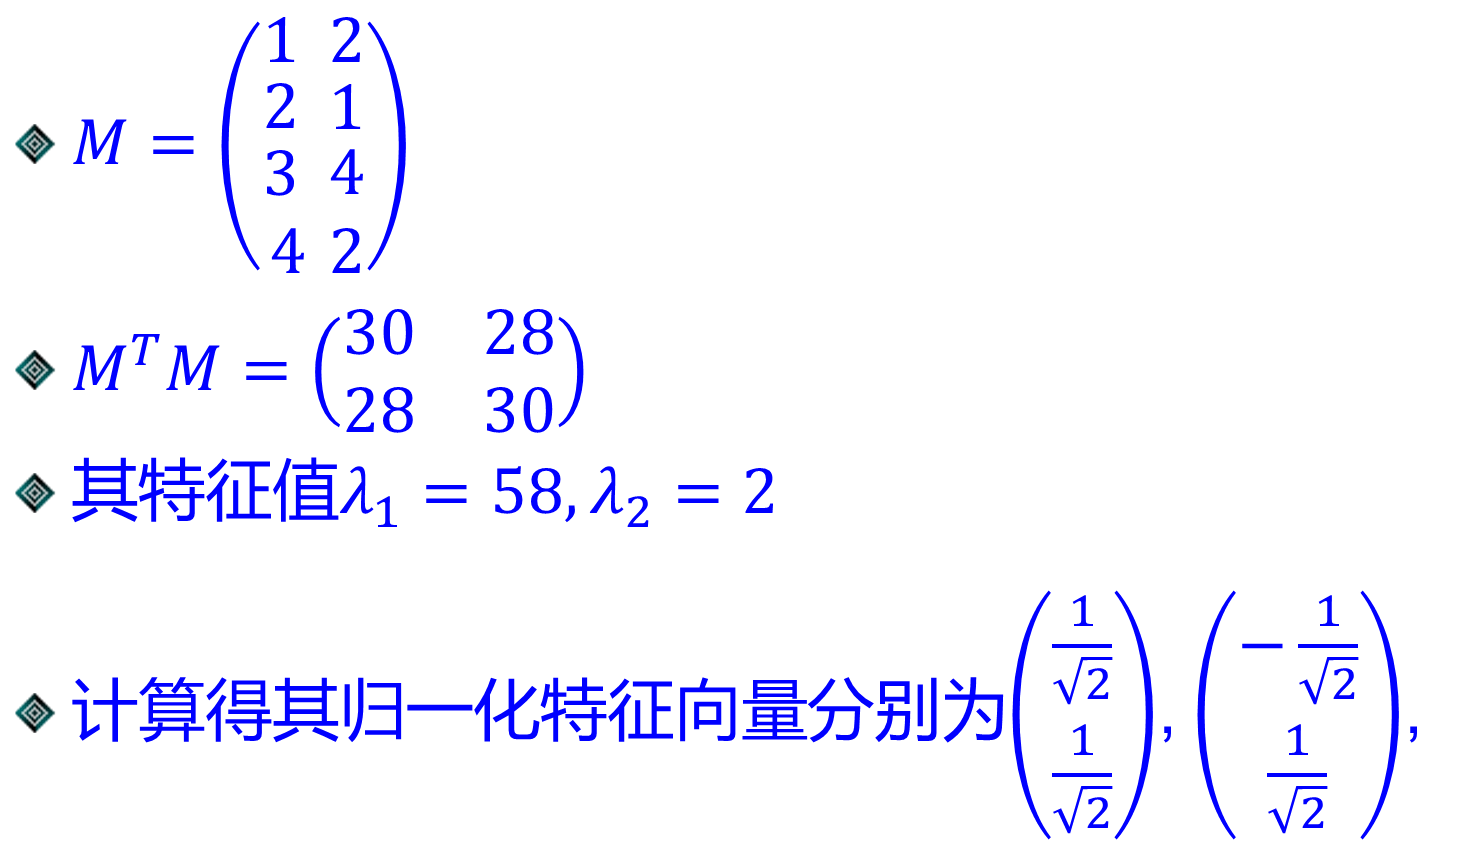 M = (1 2
2 1
3 4
4 2)
MᵀM = (30 28
28 30)
其特征值λ₁ = 58, λ₂ = 2
计算得其归一化特征向量分别为(1/√2 1/√2), (−1/√2 1/√2),